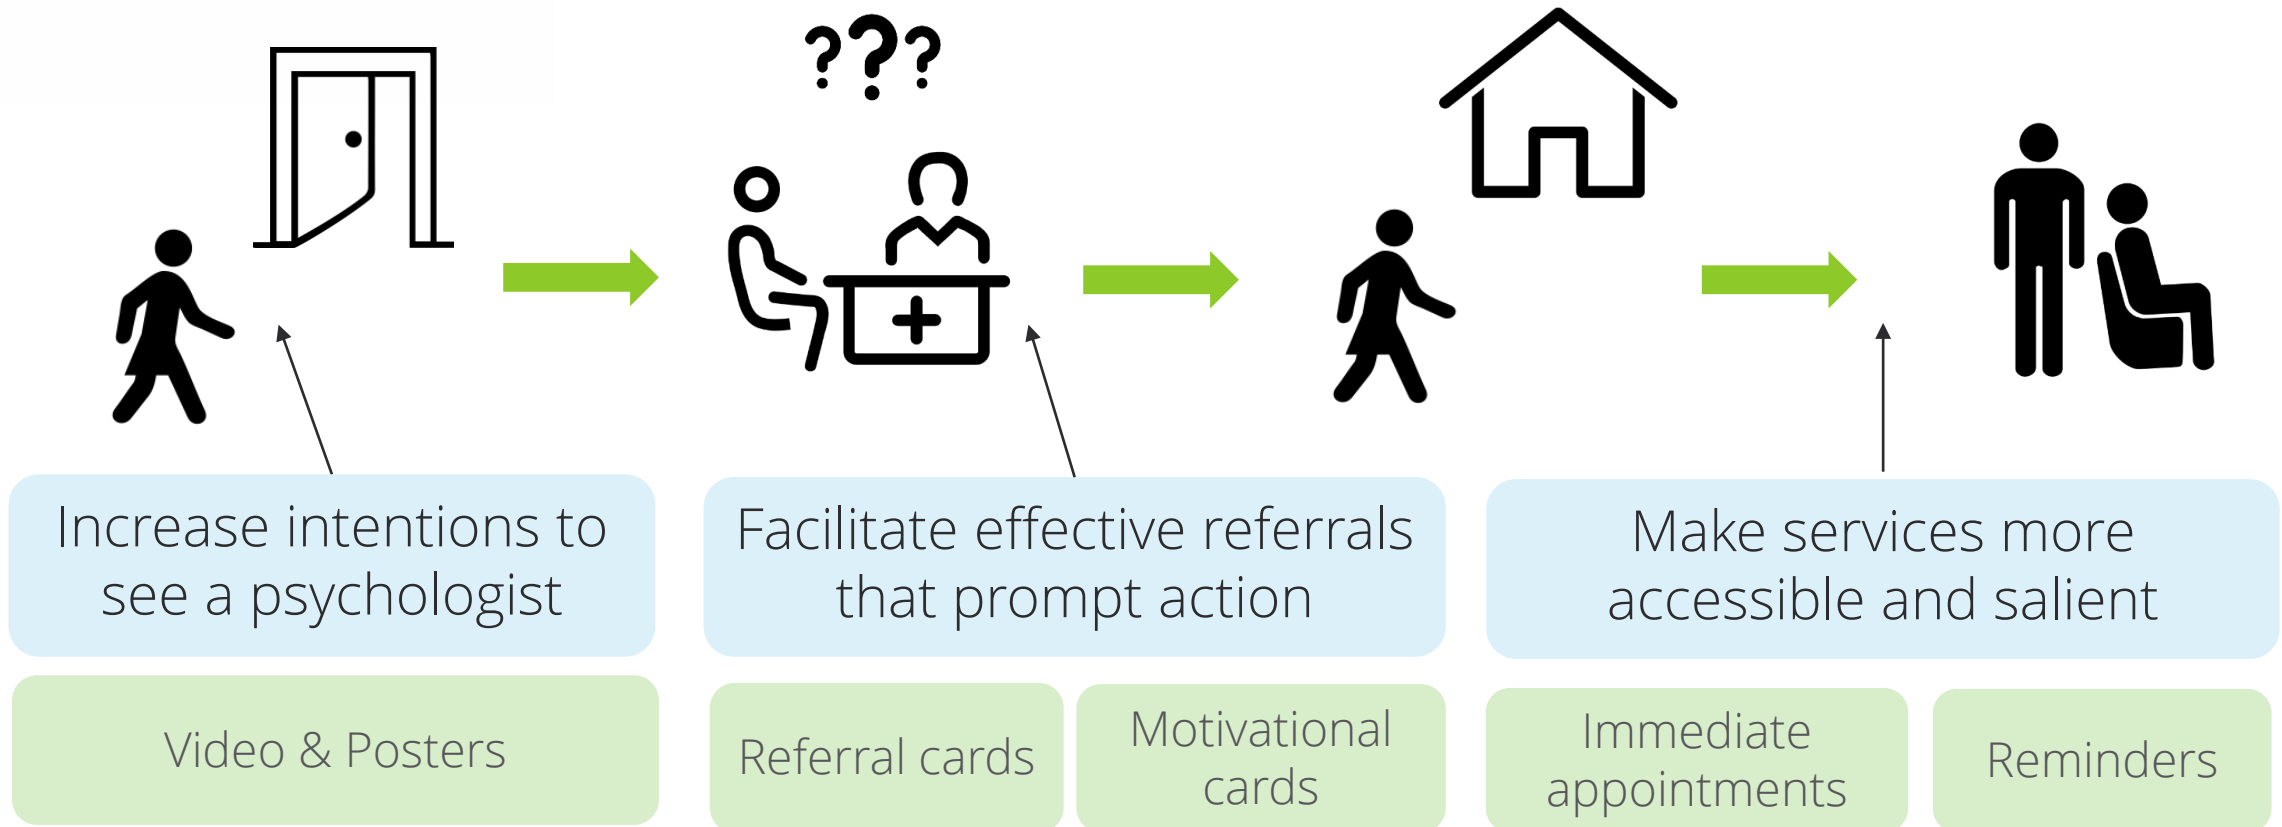 ???
Increase intentions to
see a psychologist
Facilitate effective referrals
that prompt action
Make services more
accessible and salient
Video & Posters
Referral cards
Motivational
cards
Immediate
appointments
Reminders